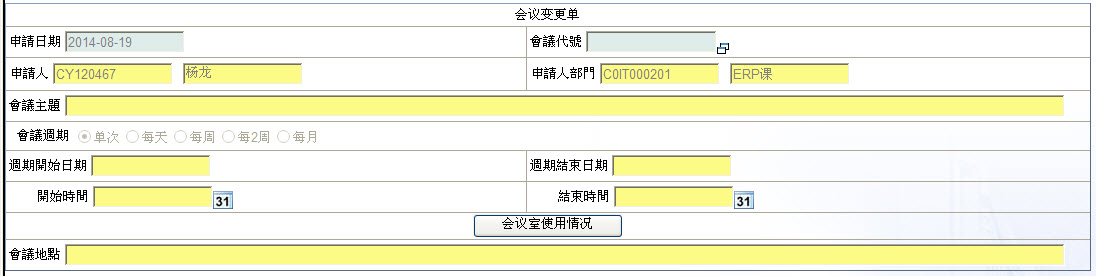 会议变更单
申請日期 2014-08-19 會議代號
申請人 CY120467 杨龙 申請人部門 C0IT000201 ERP课
會議主題
會議週期 单次 每天 每周 每2周 每月
週期開始日期 週期結束日期
開始時間 31 結束時間 31
会议室使用情况
會議地點